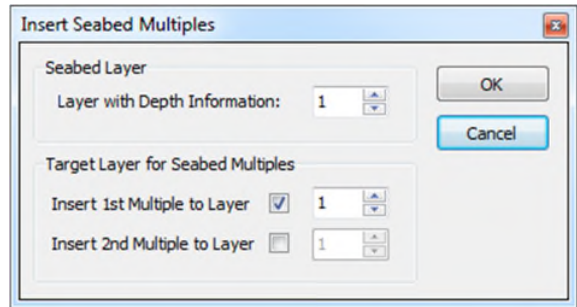 Insert Seabed Multiples
Seabed Layer
Layer with Depth Information: 1
OK
Cancel
Target Layer for Seabed Multiples
Insert 1st Multiple to Layer 1
Insert 2nd Multiple to Layer 1